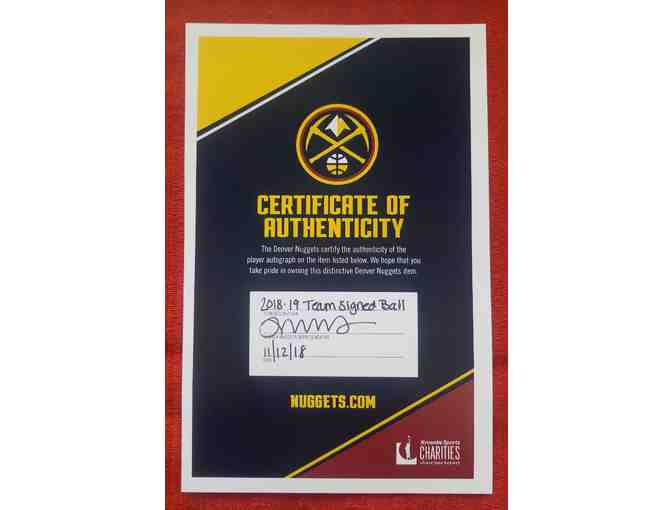 CERTIFICATE OF
AUTHENTICITY
The Denver Nuggets certify the authenticity of the
player autograph on the item listed below. We hope that you
take pride in owning this distinctive Denver Nuggets item.
2018-19 Team Signed Ball
11/12/18
NUGGETS.COM
Kroenke Sports
CHARITIES